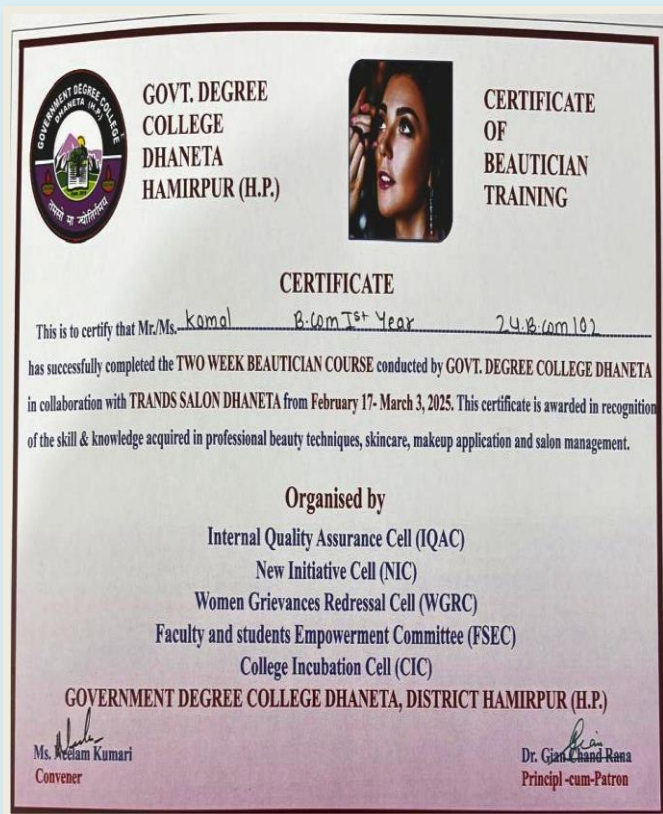 GOVERNMENT DEGREE COLLEGE
DHANETA (H.P.)
तमसो मा ज्योतिर्गमय
GOVT. DEGREE
COLLEGE
DHANETA
HAMIRPUR (H.P.)
CERTIFICATE
OF
BEAUTICIAN
TRAINING
CERTIFICATE
This is to certify that Mr./Ms. Komal B.Com Ist Year 24.B.Com 102
has successfully completed the TWO WEEK BEAUTICIAN COURSE conducted by GOVT. DEGREE COLLEGE DHANETA
in collaboration with TRANDS SALON DHANETA from February 17- March 3, 2025. This certificate is awarded in recognition
of the skill & knowledge acquired in professional beauty techniques, skincare, makeup application and salon management.
Organised by
Internal Quality Assurance Cell (IQAC)
New Initiative Cell (NIC)
Women Grievances Redressal Cell (WGRC)
Faculty and students Empowerment Committee (FSEC)
College Incubation Cell (CIC)
GOVERNMENT DEGREE COLLEGE DHANETA, DISTRICT HAMIRPUR (H.P.)
Ms. Neelam Kumari
Convener
Dr. Gian Chand Rana
Principl -cum-Patron